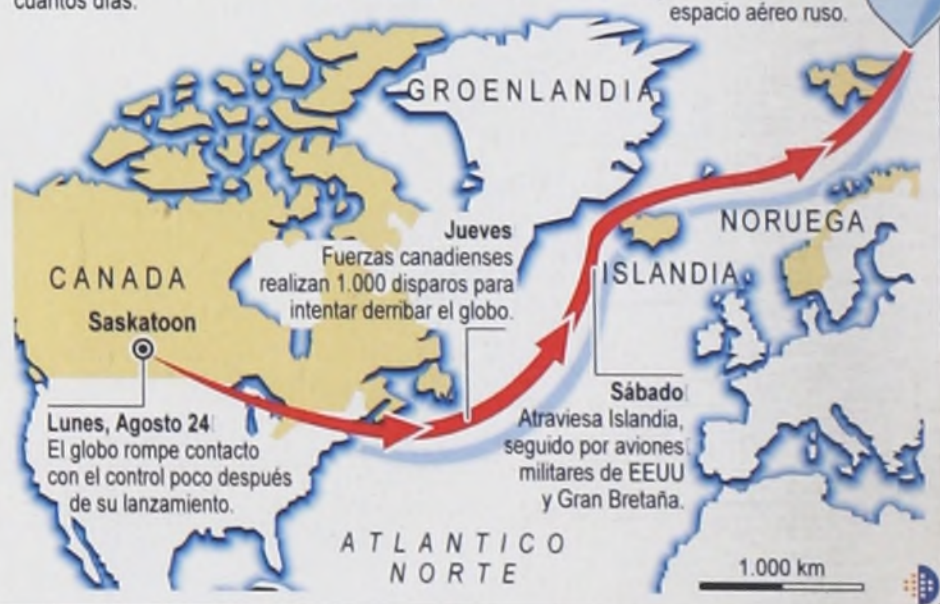 cuantos días.
espacio aéreo ruso.
GROENLANDIA
Jueves
Fuerzas canadienses
realizan 1.000 disparos para
intentar derribar el globo.
NORUEGA
CANADA
ISLANDIA
Saskatoon
Lunes, Agosto 24
El globo rompe contacto
con el control poco después
de su lanzamiento.
Sábado
Atraviesa Islandia,
seguido por aviones
militares de EEUU
y Gran Bretaña.
ATLANTICO
NORTE
1.000 km